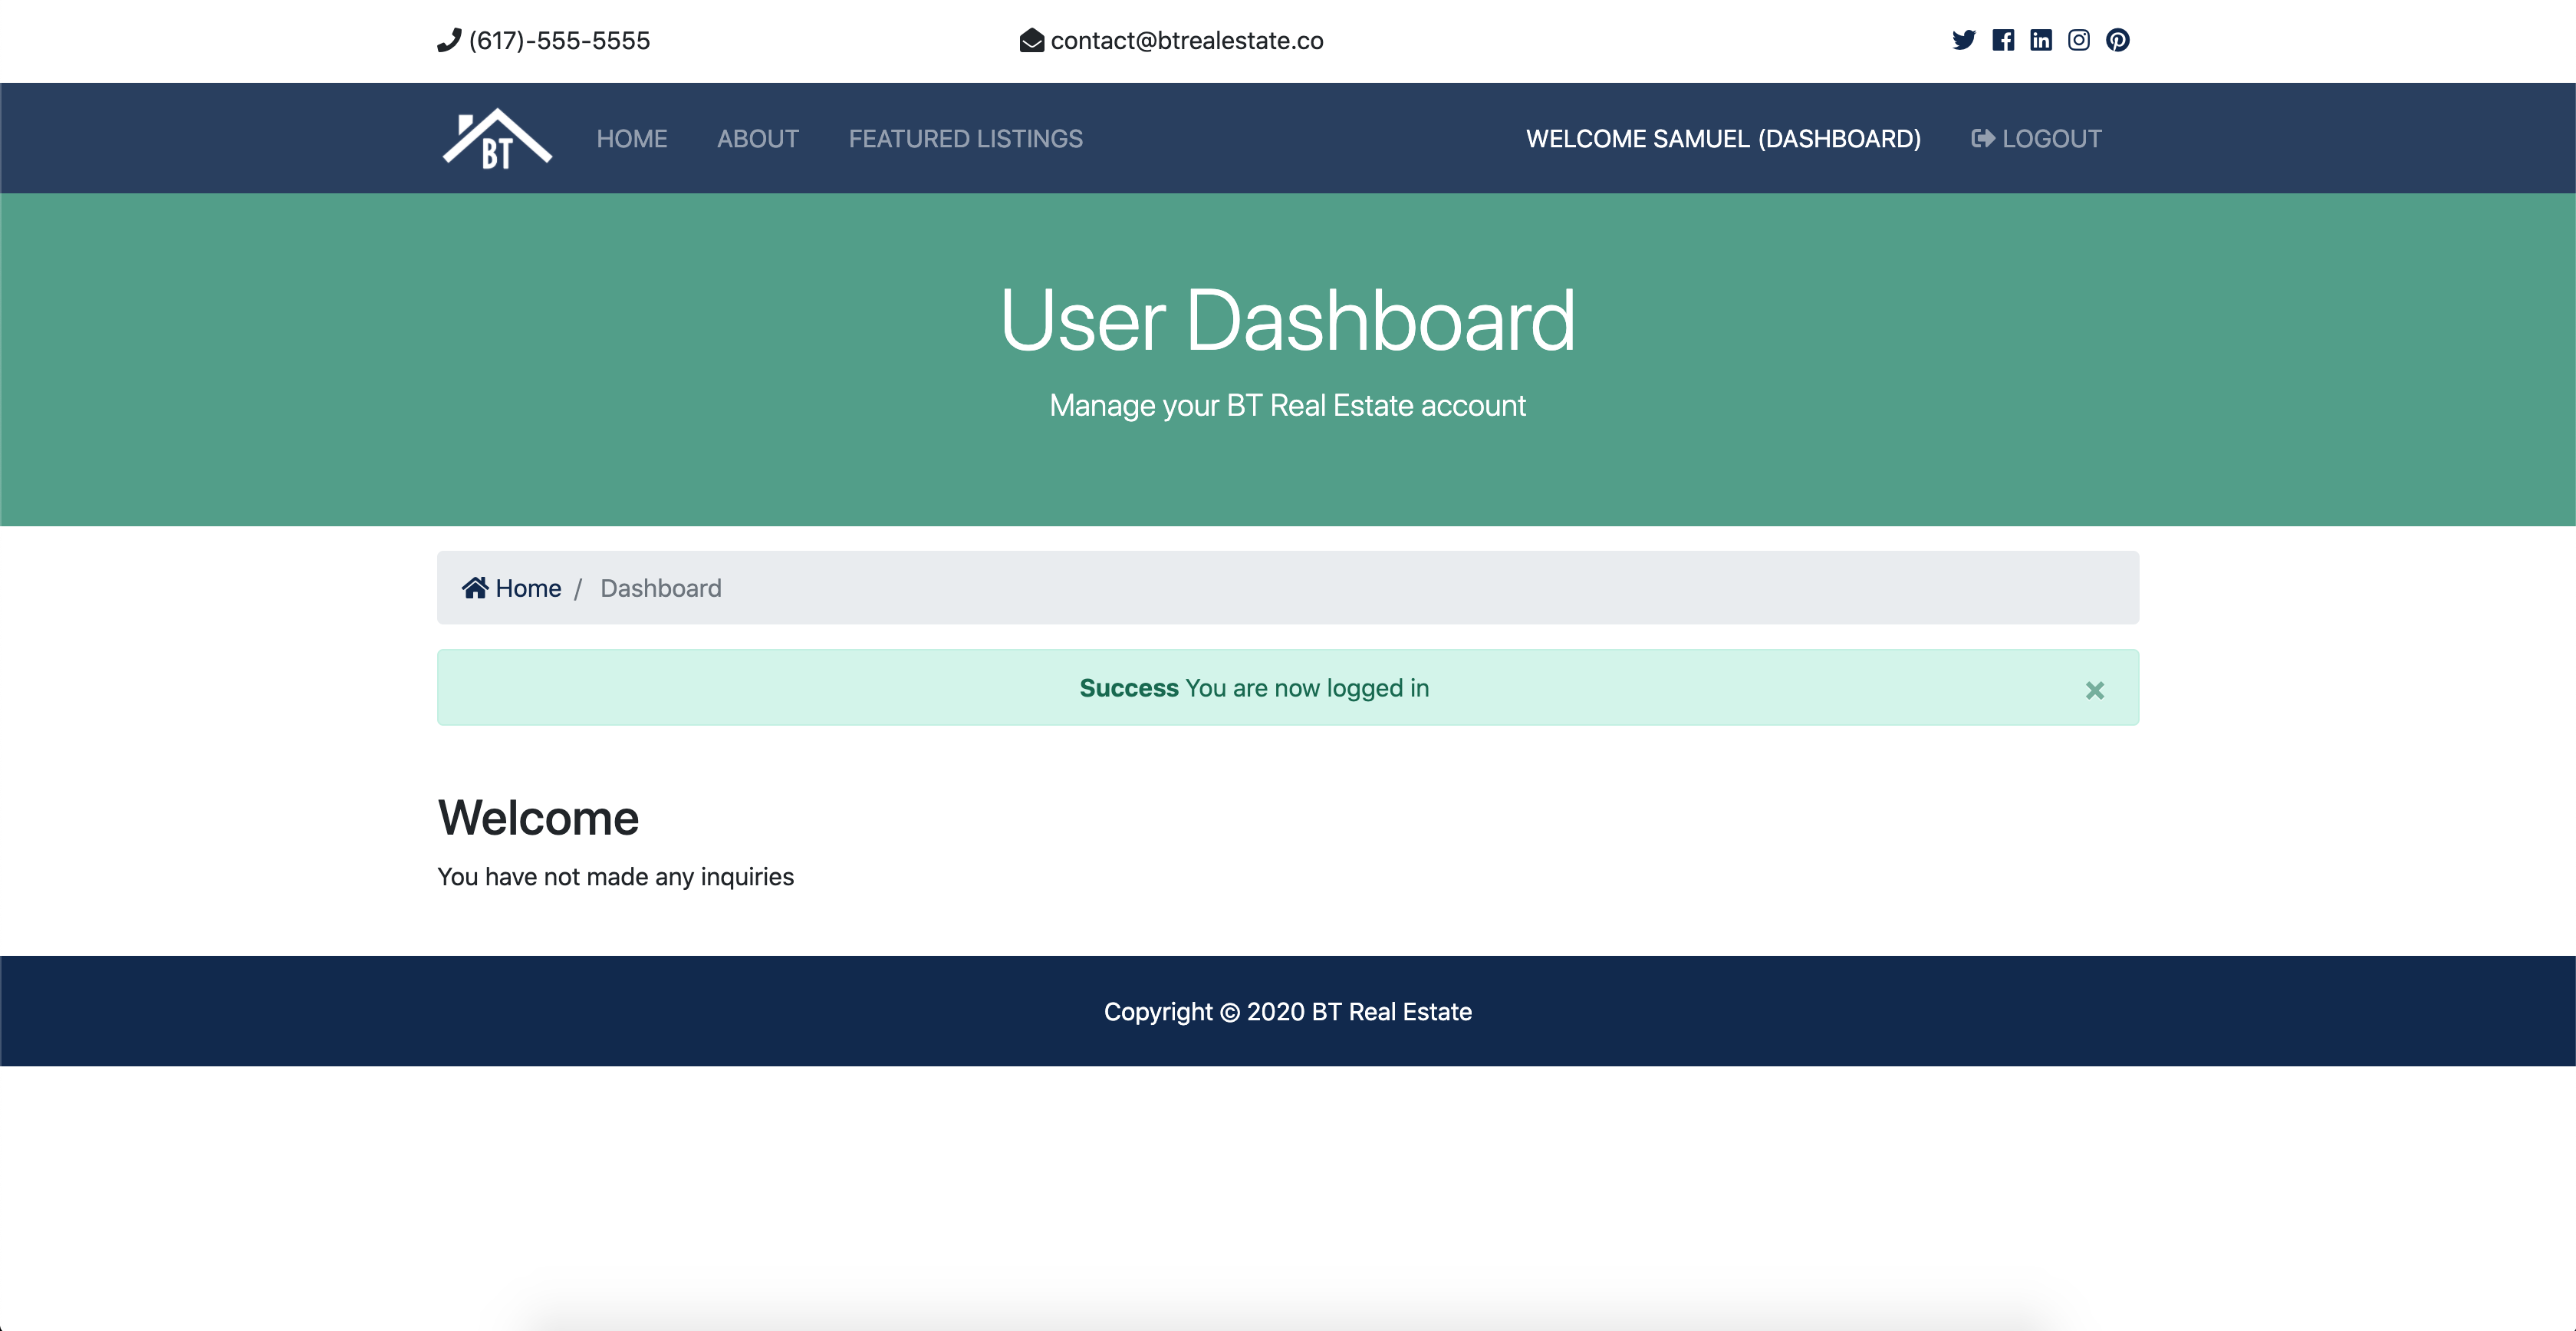 (617)-555-5555
contact@btrealestate.co
BT
HOME ABOUT FEATURED LISTINGS WELCOME SAMUEL (DASHBOARD) LOGOUT
User Dashboard
Manage your BT Real Estate account
Home / Dashboard
Success You are now logged in ×
Welcome
You have not made any inquiries
Copyright © 2020 BT Real Estate